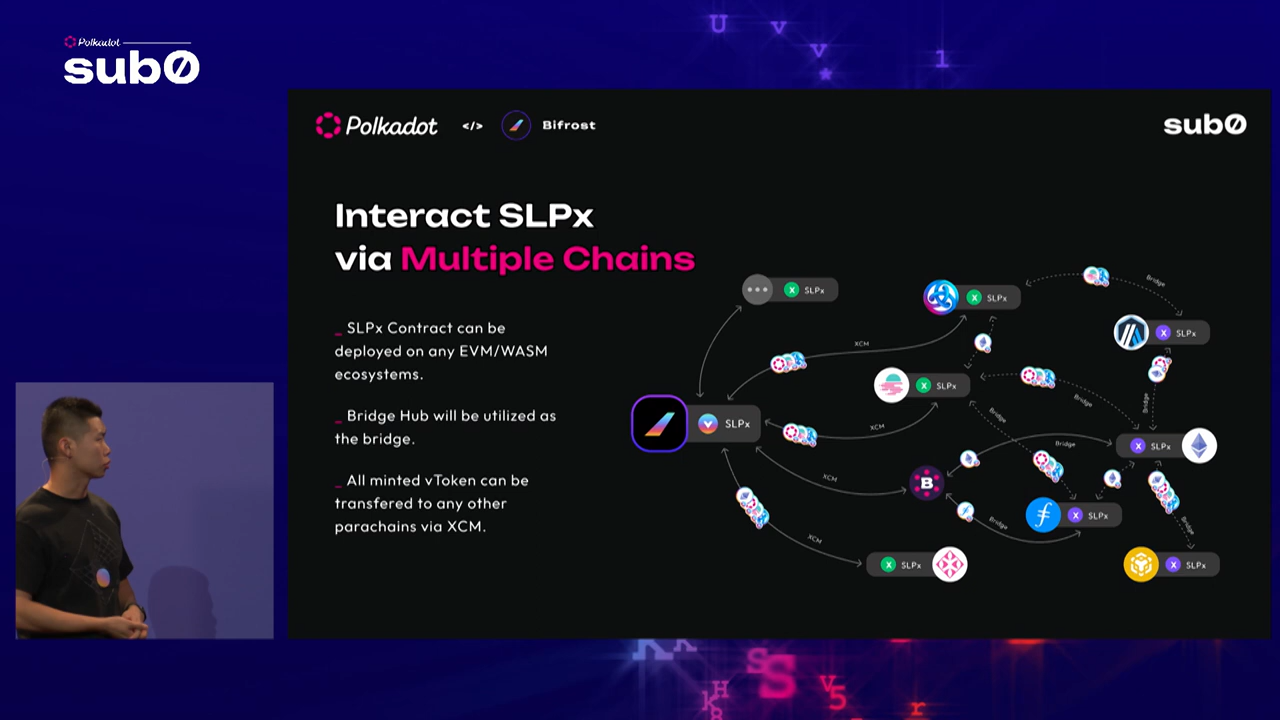 Polkadot
sub0
Polkadot </> Bifrost
sub0
Interact SLPx
via Multiple Chains
_ SLPx Contract can be
deployed on any EVM/WASM
ecosystems.
_ Bridge Hub will be utilized as
the bridge.
_ All minted vToken can be
transfered to any other
parachains via XCM.
X SLPx
X SLPx
Bridge
X SLPx
XCM
X SLPx
Bridge
Bridge
SLPx
XCM
Bridge
Bridge
X SLPx
XCM
B
X SLPx
Bridge
Bridge
XCM
X SLPx
X SLPx
U
v
v
1
K
K
S
S
H
k
8
v
5
r